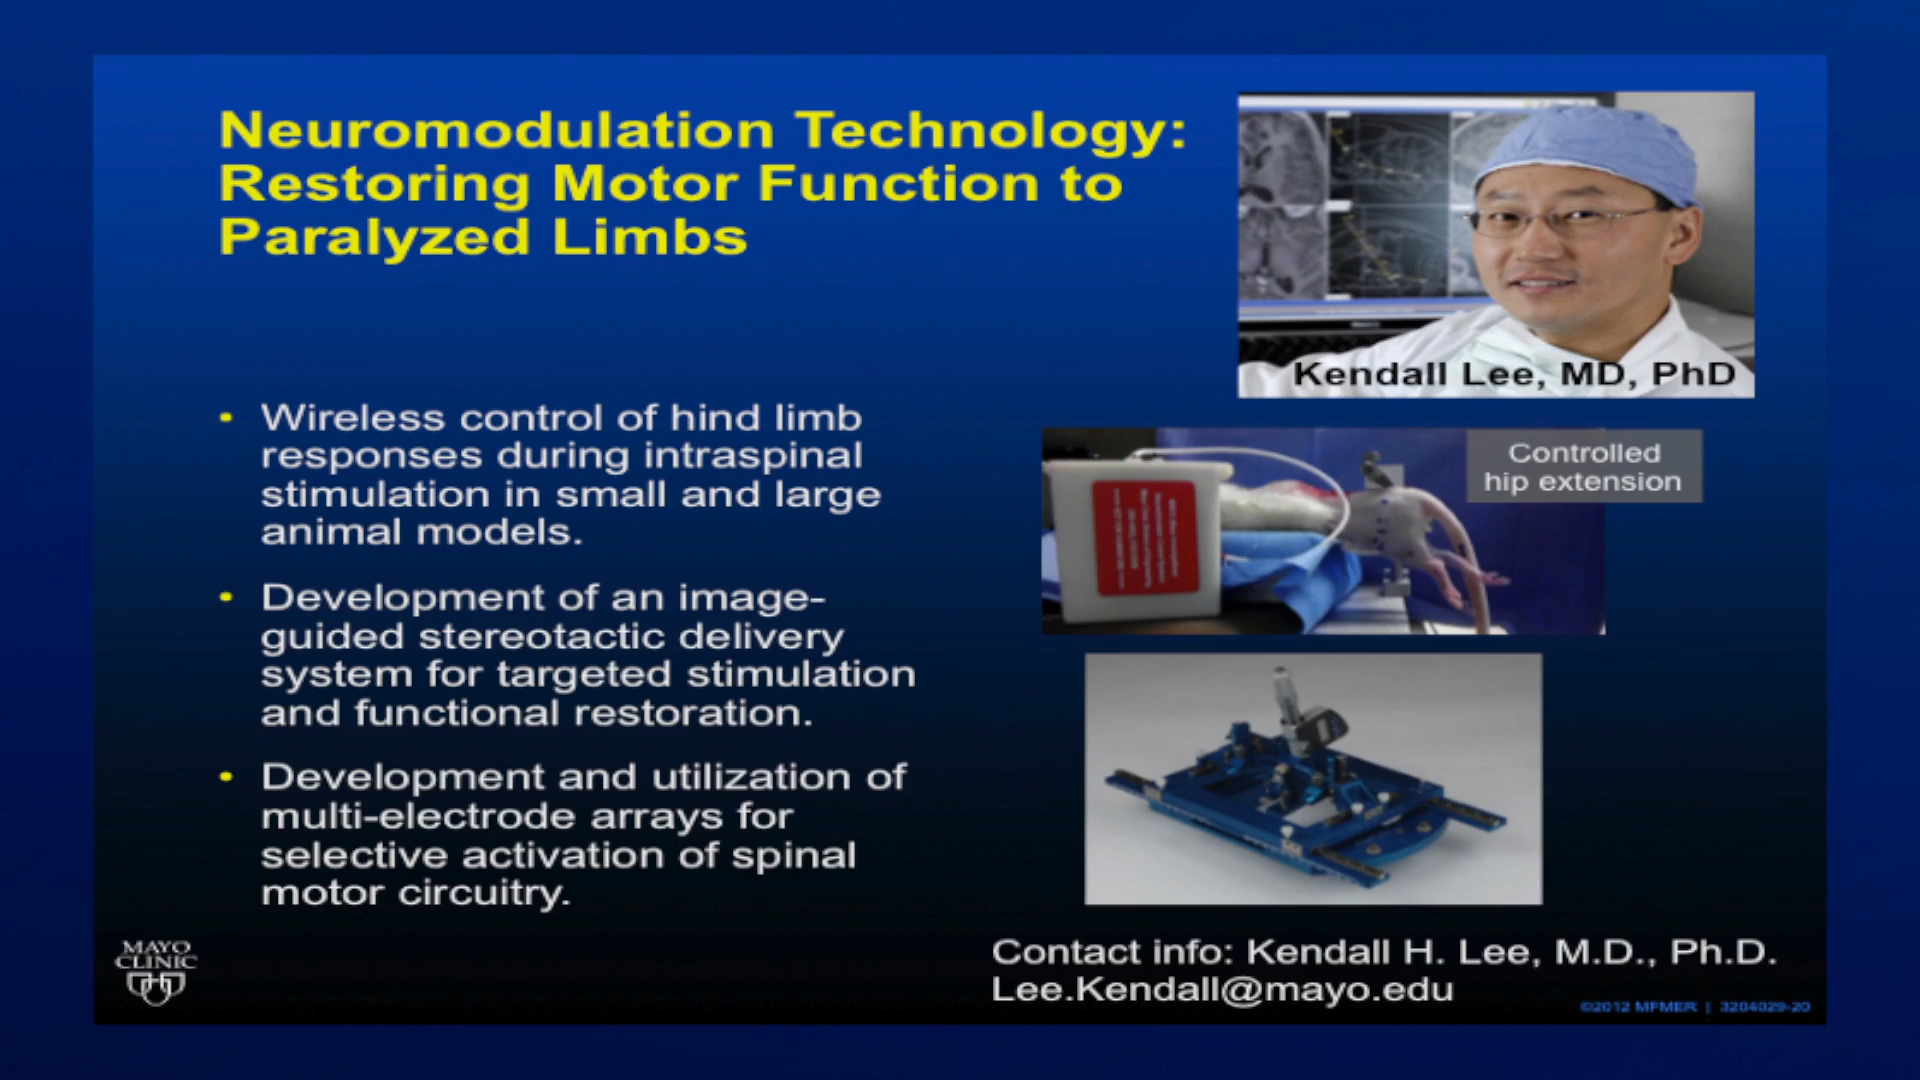 Neuromodulation Technology:
Restoring Motor Function to
Paralyzed Limbs
Kendall Lee, MD, PhD
• Wireless control of hind limb
responses during intraspinal
stimulation in small and large
animal models.
• Development of an image-
guided stereotactic delivery
system for targeted stimulation
and functional restoration.
• Development and utilization of
multi-electrode arrays for
selective activation of spinal
motor circuitry.
Controlled
hip extension
MAYO
CLINIC
Contact info: Kendall H. Lee, M.D., Ph.D.
Lee.Kendall@mayo.edu
©2012 MFMER | 3204029-20